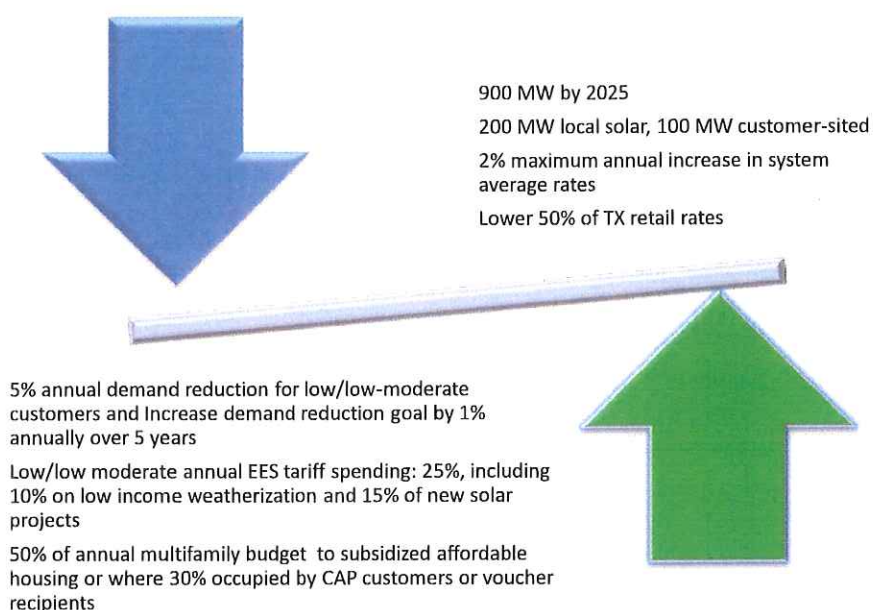 900 MW by 2025
200 MW local solar, 100 MW customer-sited
2% maximum annual increase in system
average rates
Lower 50% of TX retail rates
5% annual demand reduction for low/low-moderate
customers and Increase demand reduction goal by 1%
annually over 5 years
Low/low moderate annual EES tariff spending: 25%, including
10% on low income weatherization and 15% of new solar
projects
50% of annual multifamily budget to subsidized affordable
housing or where 30% occupied by CAP customers or voucher
recipients